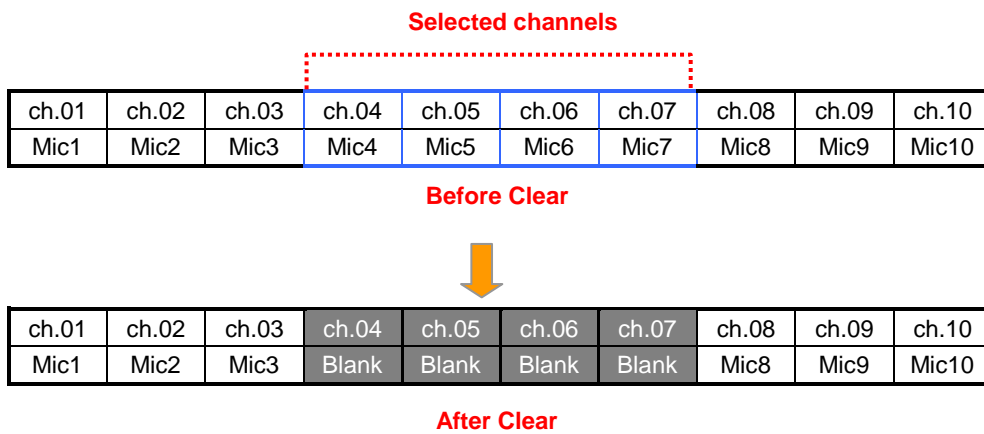 Selected channels
ch.01 ch.02 ch.03 ch.04 ch.05 ch.06 ch.07 ch.08 ch.09 ch.10
Mic1 Mic2 Mic3 Mic4 Mic5 Mic6 Mic7 Mic8 Mic9 Mic10
Before Clear
ch.01 ch.02 ch.03 ch.04 ch.05 ch.06 ch.07 ch.08 ch.09 ch.10
Mic1 Mic2 Mic3 Blank Blank Blank Blank Mic8 Mic9 Mic10
After Clear